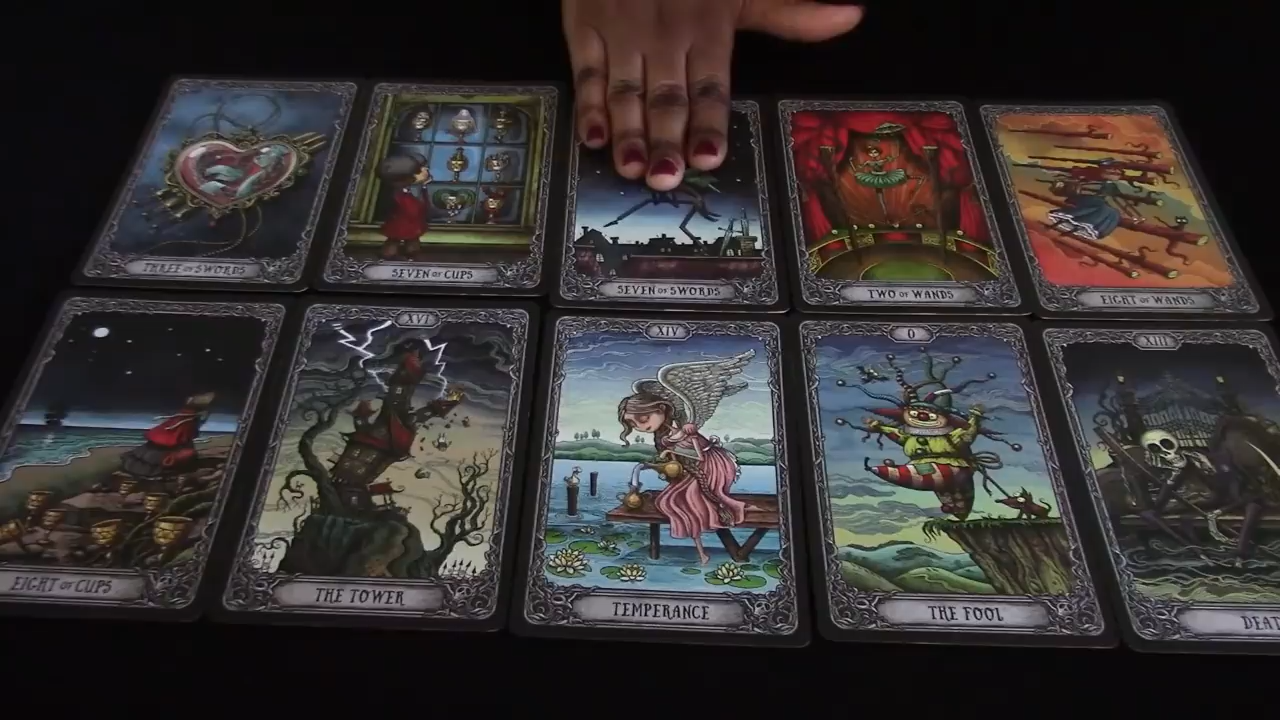 THREE OF SWORDS
SEVEN OF CUPS
SEVEN OF SWORDS
TWO OF WANDS
EIGHT OF WANDS
EIGHT OF CUPS
XVI
THE TOWER
XIV
TEMPERANCE
0
THE FOOL
XIII
DEAT